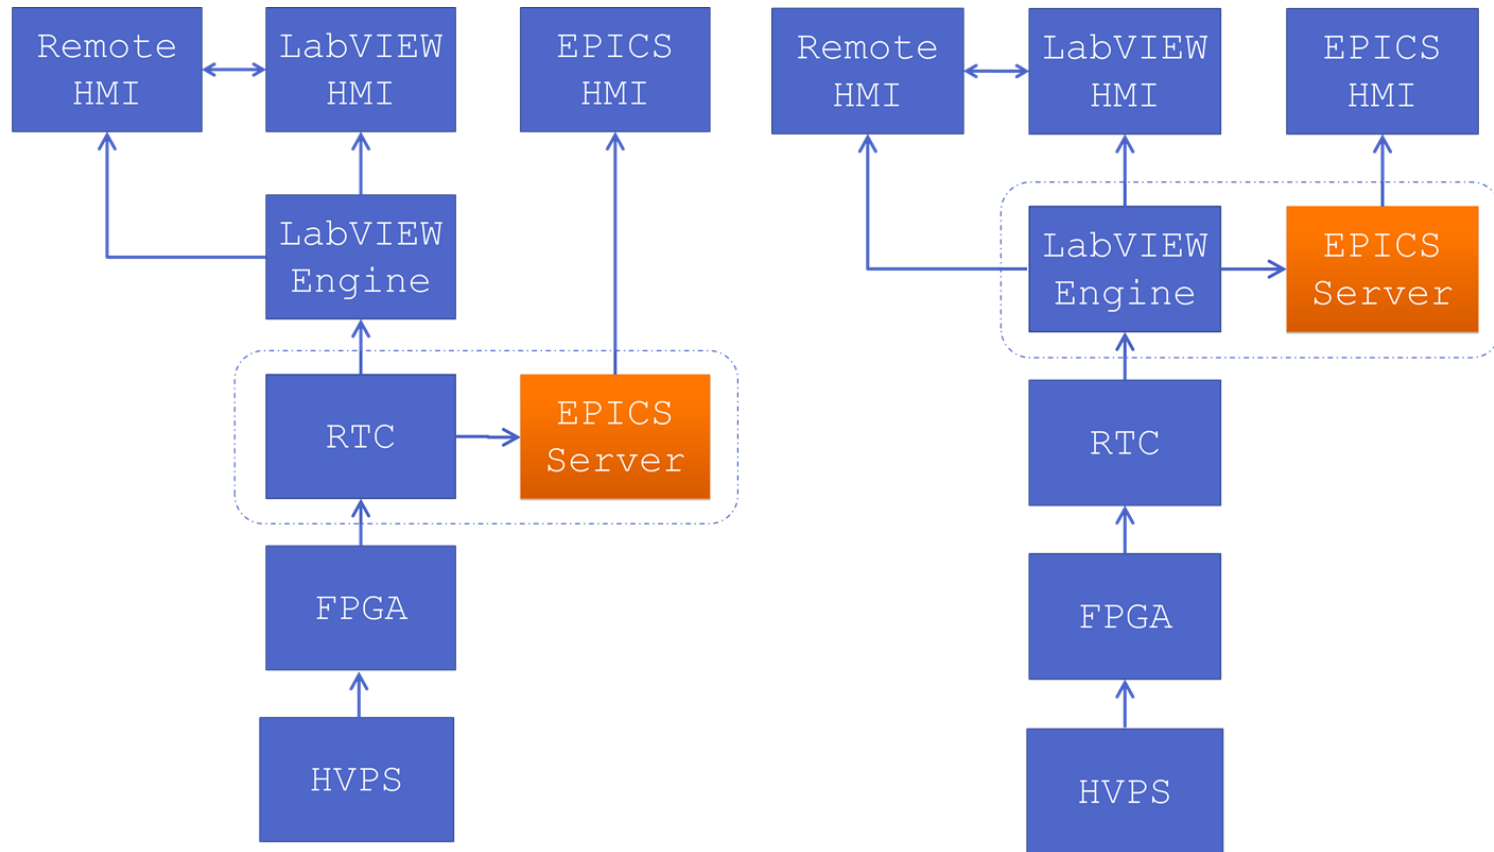 Remote
HMI
LabVIEW
HMI
EPICS
HMI
LabVIEW
Engine
RTC
EPICS
Server
FPGA
HVPS
Remote
HMI
LabVIEW
HMI
EPICS
HMI
LabVIEW
Engine
EPICS
Server
RTC
FPGA
HVPS